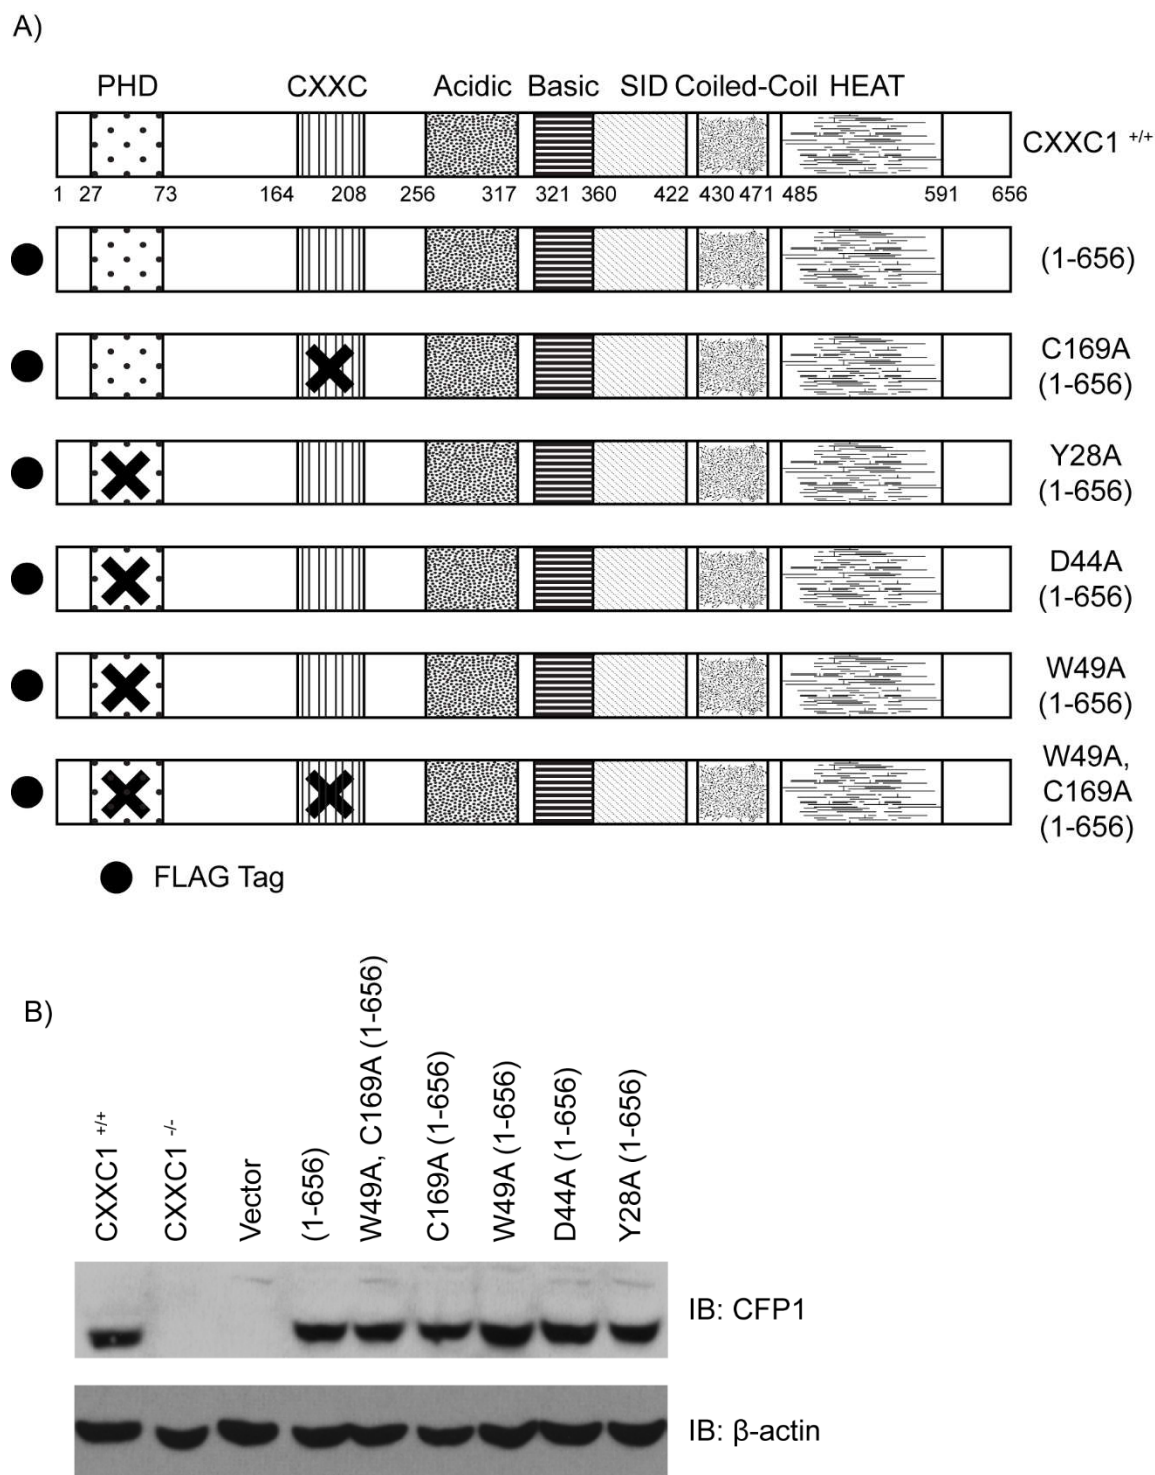 A)
PHD CXXC Acidic Basic SID Coiled-Coil HEAT
CXXC1 +/+
1 27 73 164 208 256 317 321 360 422 430 471 485 591 656
(1-656)
C169A
(1-656)
Y28A
(1-656)
D44A
(1-656)
W49A
(1-656)
W49A,
C169A
(1-656)
FLAG Tag
B)
CXXC1 +/+
CXXC1 -/-
Vector
(1-656)
W49A, C169A (1-656)
C169A (1-656)
W49A (1-656)
D44A (1-656)
Y28A (1-656)
IB: CFP1
IB: β-actin